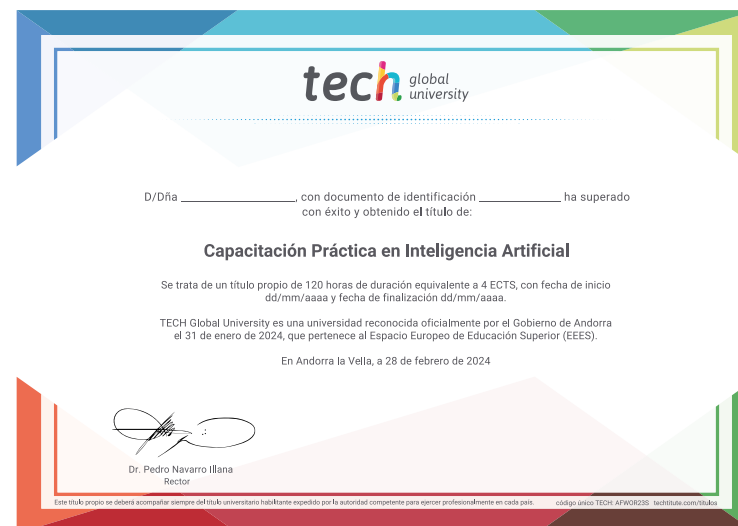 tech global university
D/Dña ______________, con documento de identificación __________ ha superado
con éxito y obtenido el título de:
Capacitación Práctica en Inteligencia Artificial
Se trata de un título propio de 120 horas de duración equivalente a 4 ECTS, con fecha de inicio
dd/mm/aaaa y fecha de finalización dd/mm/aaaa.
TECH Global University es una universidad reconocida oficialmente por el Gobierno de Andorra
el 31 de enero de 2024, que pertenece al Espacio Europeo de Educación Superior (EEES).
En Andorra la Vella, a 28 de febrero de 2024
Dr. Pedro Navarro Illana
Rector
Este título propio se deberá acompañar siempre del título universitario habilitante expedido por la autoridad competente para ejercer profesionalmente en cada país. código único TECH: AFWOR23S techtitute.com/titulos